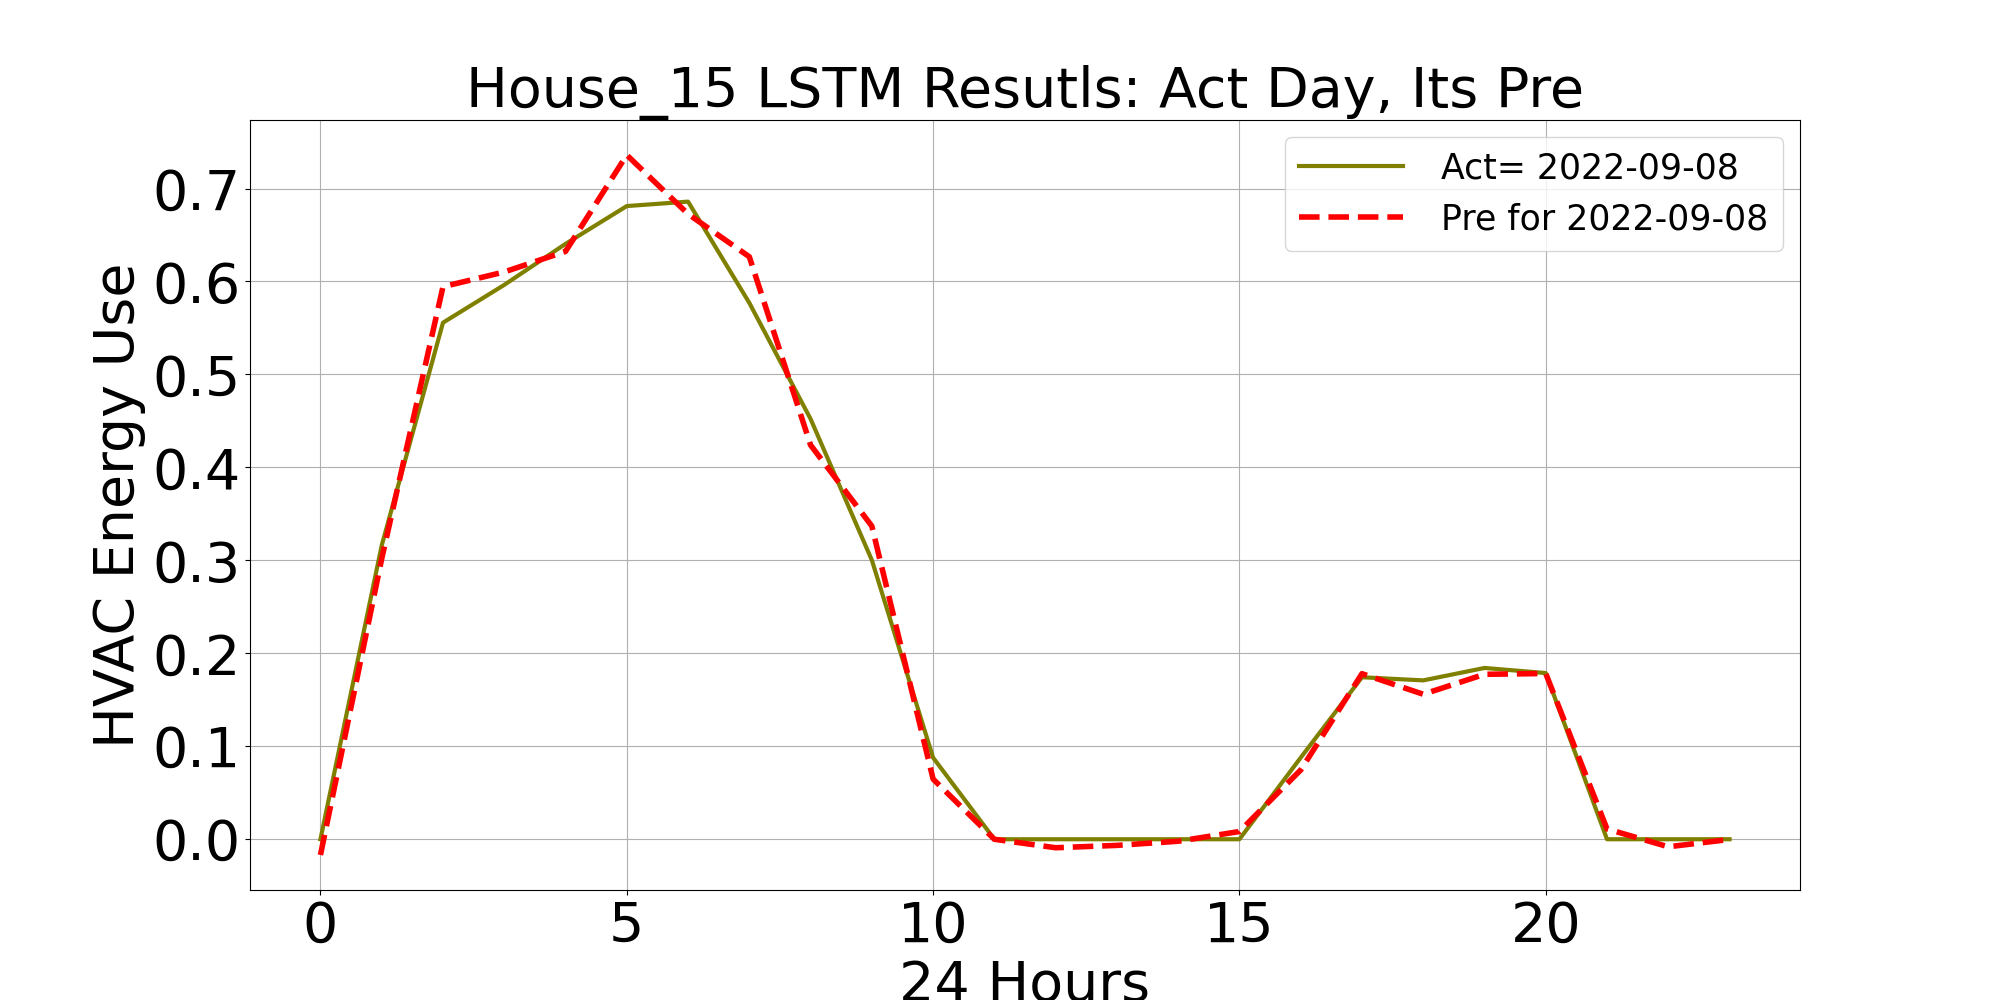 House_15 LSTM Resutls: Act Day, Its Pre
Act= 2022-09-08
Pre for 2022-09-08
HVAC Energy Use
0.7
0.6
0.5
0.4
0.3
0.2
0.1
0.0
0
5
10
15
20
24 Hours